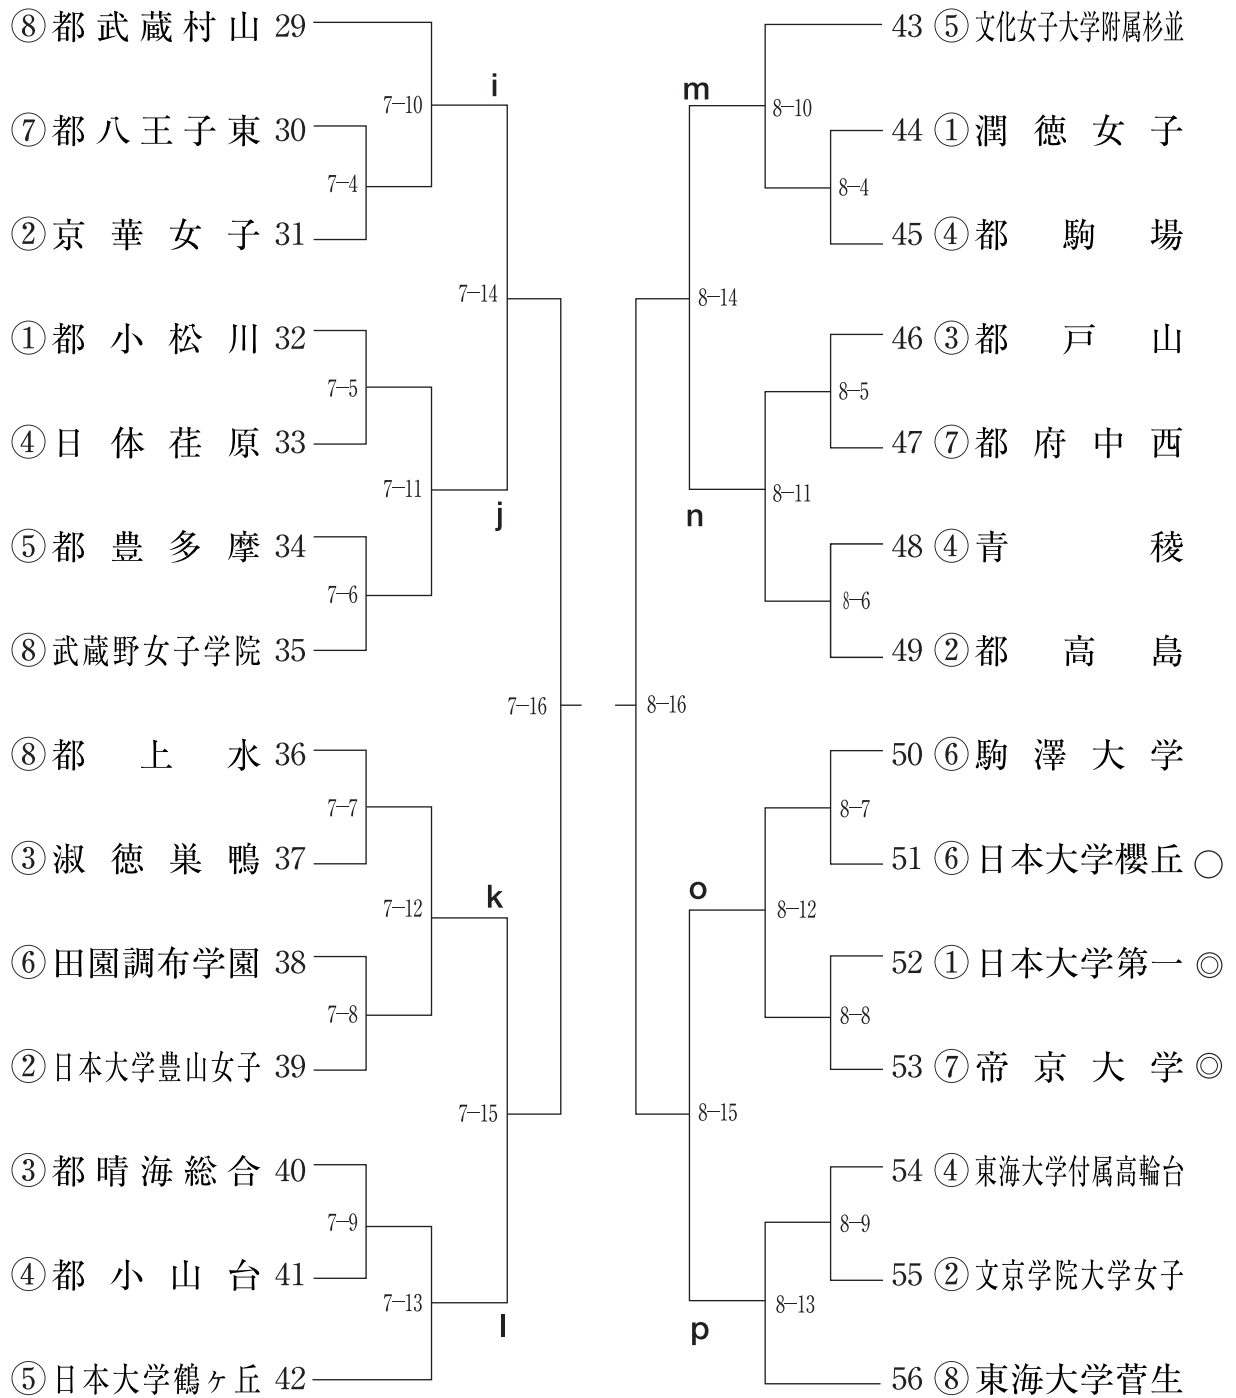 ⑧都武蔵村山 29
7−10
i
⑦都八王子東 30
7−4
②京華女子 31
7−14
①都小松川 32
7−5
④日体荏原 33
7−11
j
⑤都豊多摩 34
7−6
⑧武蔵野女子学院 35
7−16
⑧都上水 36
7−7
③淑徳巣鴨 37
7−12
k
⑥田園調布学園 38
7−8
②日本大学豊山女子 39
7−15
③都晴海総合 40
7−9
④都小山台 41
7−13
l
⑤日本大学鶴ヶ丘 42
43 ⑤文化女子大学附属杉並
m
8−10
44 ①潤徳女子
8−4
45 ④都駒場
8−14
46 ③都戸山
8−5
47 ⑦都府中西
8−11
n
48 ④青稜
8−6
49 ②都高島
8−16
50 ⑥駒澤大学
8−7
51 ⑥日本大学櫻丘 ○
o
8−12
52 ①日本大学第一 ◎
8−8
53 ⑦帝京大学 ◎
8−15
54 ④東海大学付属高輪台
8−9
55 ②文京学院大学女子
8−13
p
56 ⑧東海大学菅生